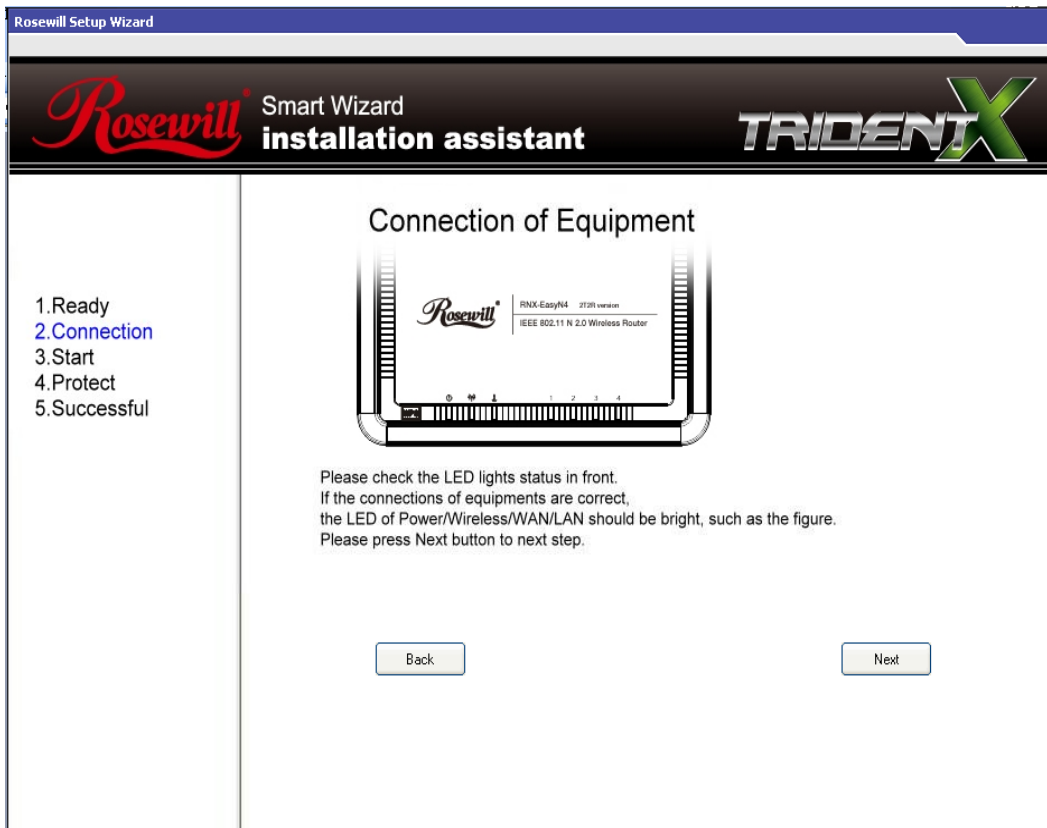 Rosewill Setup Wizard
Rosewill
Smart Wizard
installation assistant
TRIDENTX
1.Ready
2.Connection
3.Start
4.Protect
5.Successful
Connection of Equipment
Rosewill
RNX-EasyN4 2T2R version
IEEE 802.11 N 2.0 Wireless Router
1 2 3 4
WPS
Please check the LED lights status in front.
If the connections of equipments are correct,
the LED of Power/Wireless/WAN/LAN should be bright, such as the figure.
Please press Next button to next step.
Back
Next